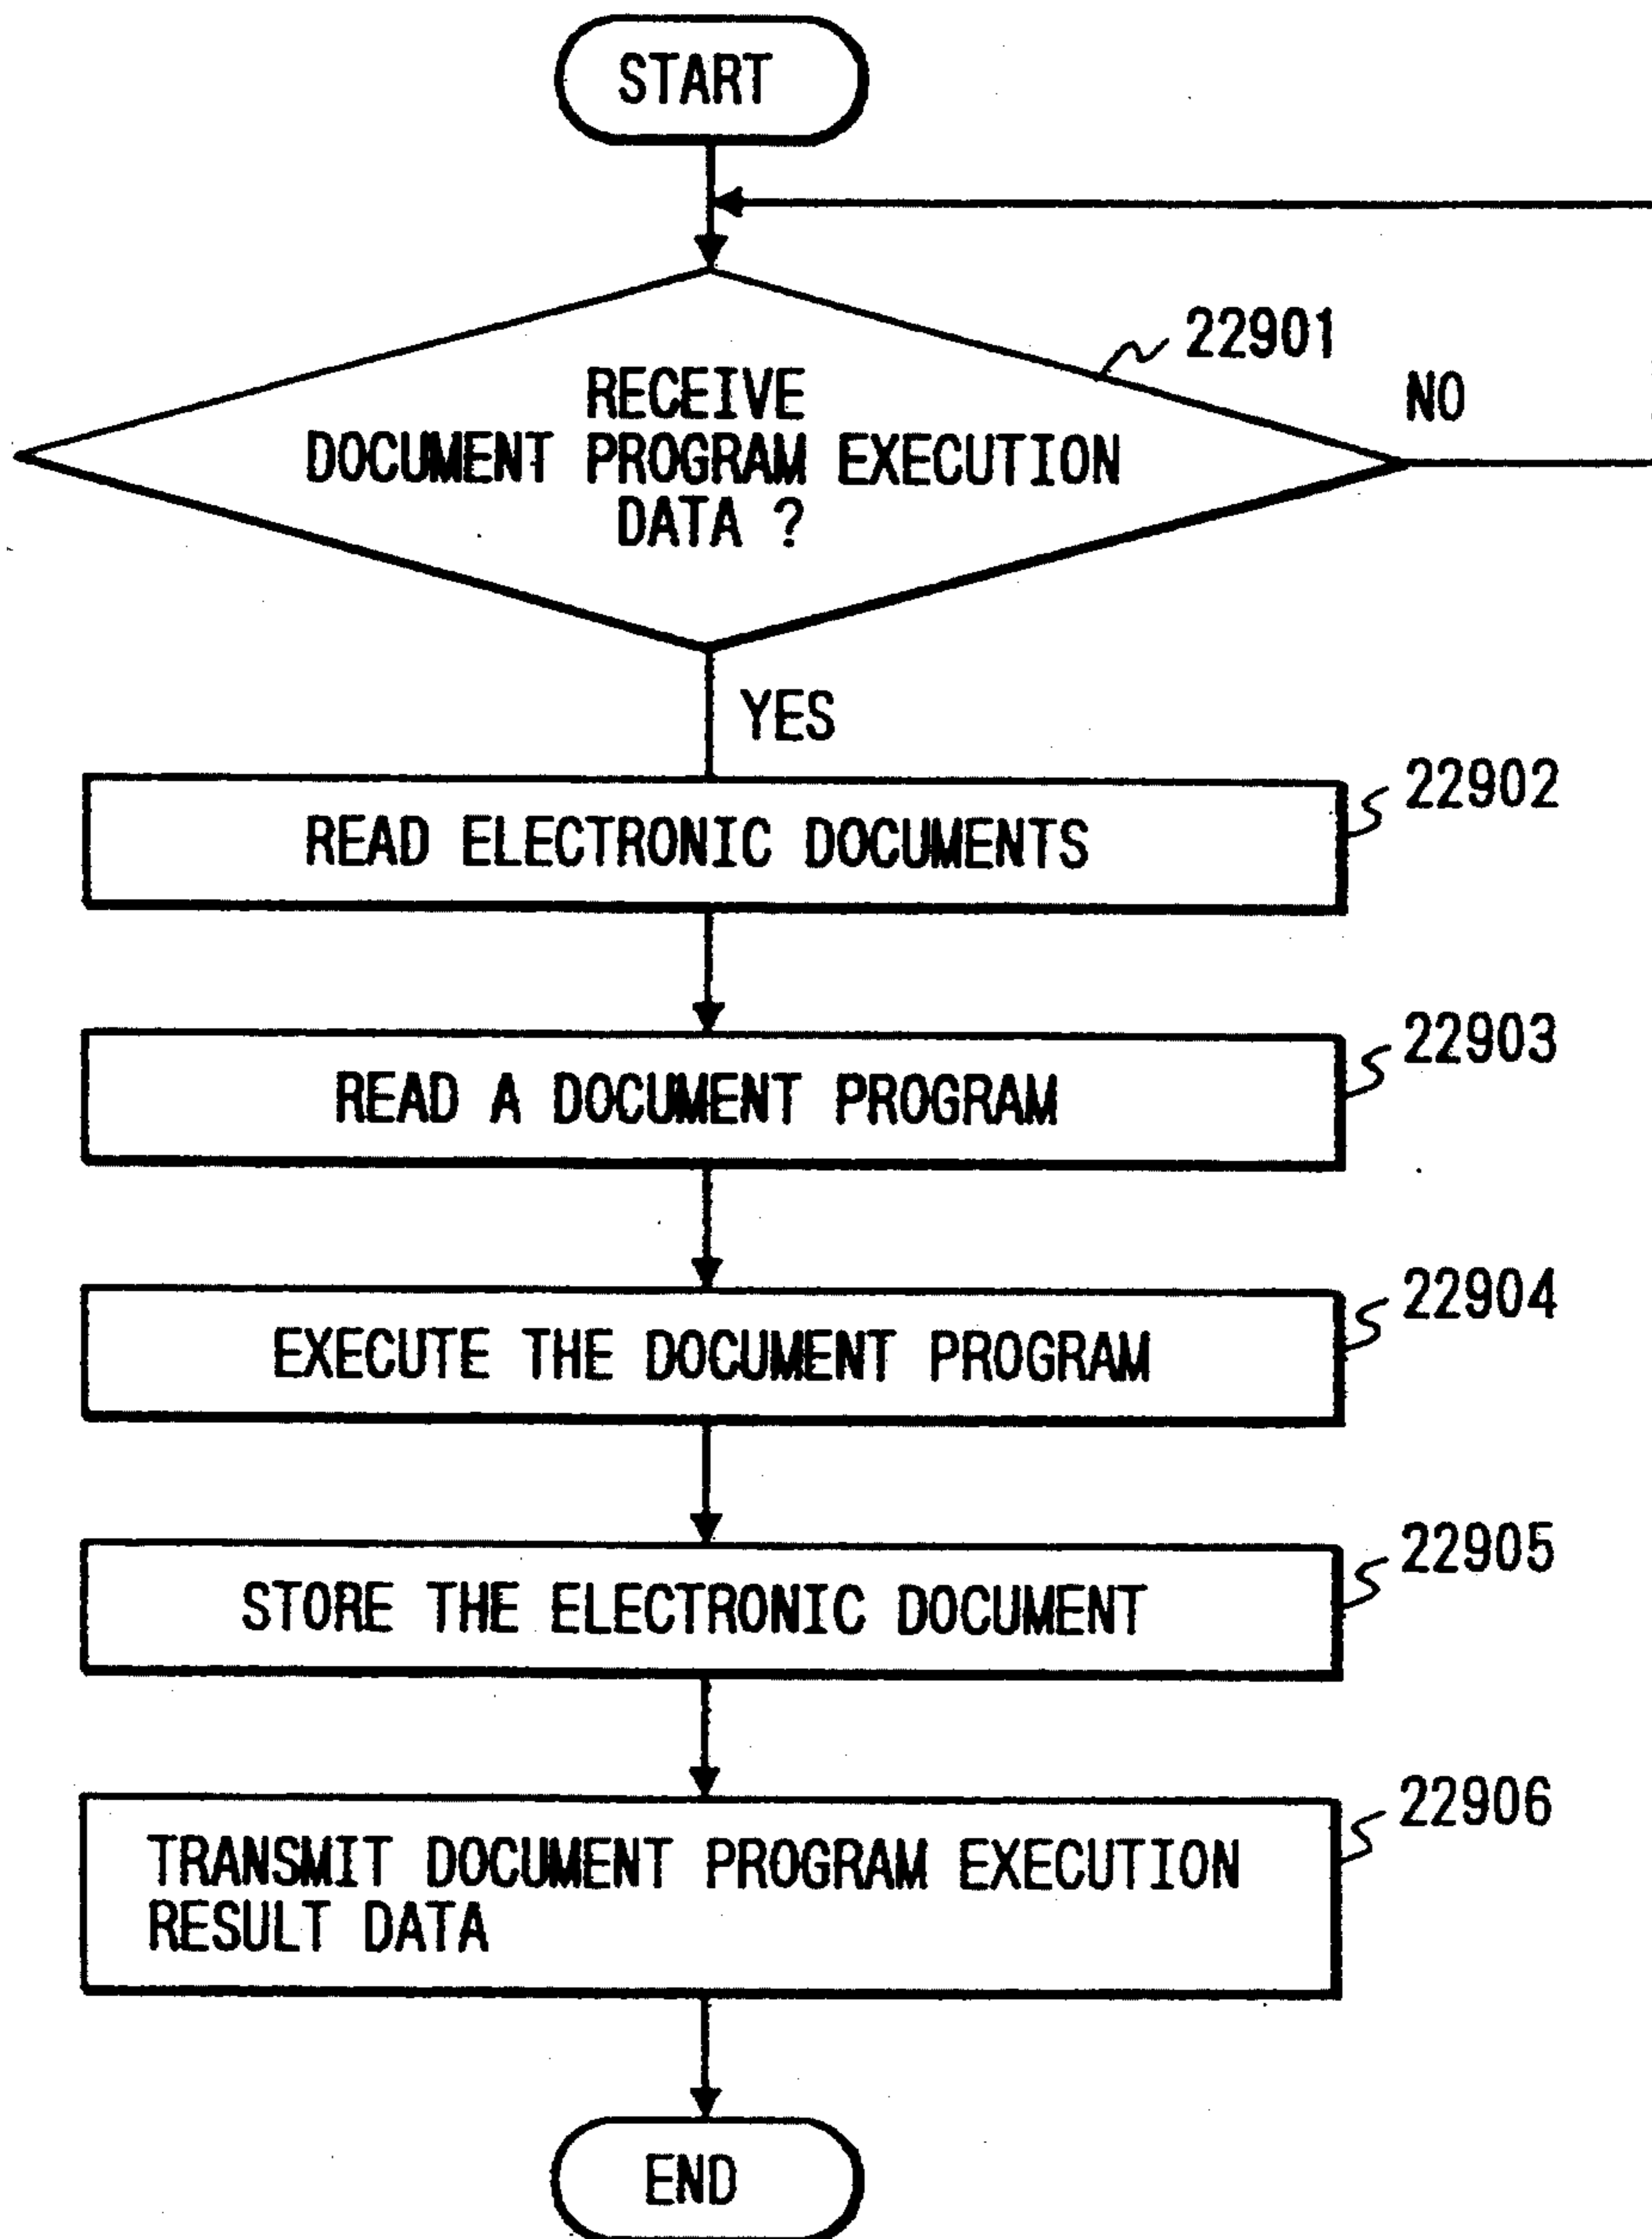 START
22901
RECEIVE
DOCUMENT PROGRAM EXECUTION
DATA ?
NO
YES
22902
READ ELECTRONIC DOCUMENTS
22903
READ A DOCUMENT PROGRAM
22904
EXECUTE THE DOCUMENT PROGRAM
22905
STORE THE ELECTRONIC DOCUMENT
22906
TRANSMIT DOCUMENT PROGRAM EXECUTION
RESULT DATA
END